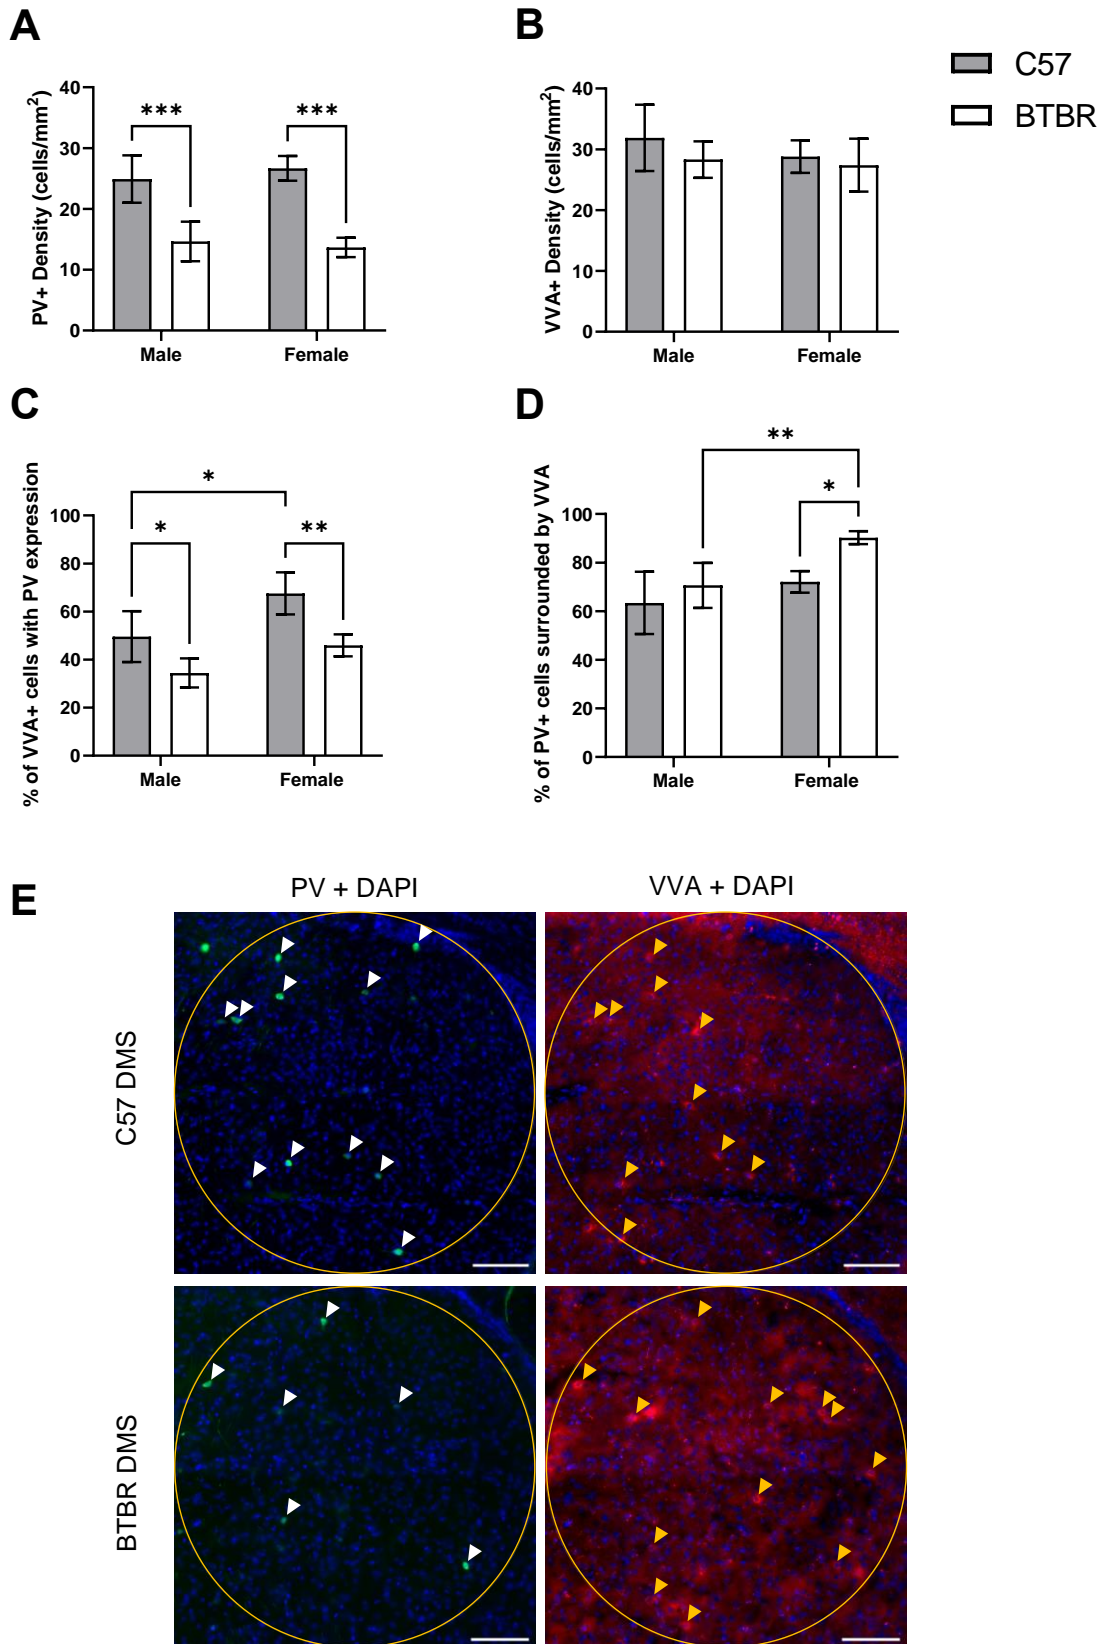 A
B
C57
BTBR
PV+ Density (cells/mm²)
40
30
20
10
0
***
***
Male
Female
VVA+ Density (cells/mm²)
40
30
20
10
0
Male
Female
C
D
% of VVA+ cells with PV expression
100
80
60
40
20
0
*
*
**
Male
Female
% of PV+ cells surrounded by VVA
100
80
60
40
20
0
**
*
Male
Female
E
PV + DAPI
VVA + DAPI
C57 DMS
BTBR DMS